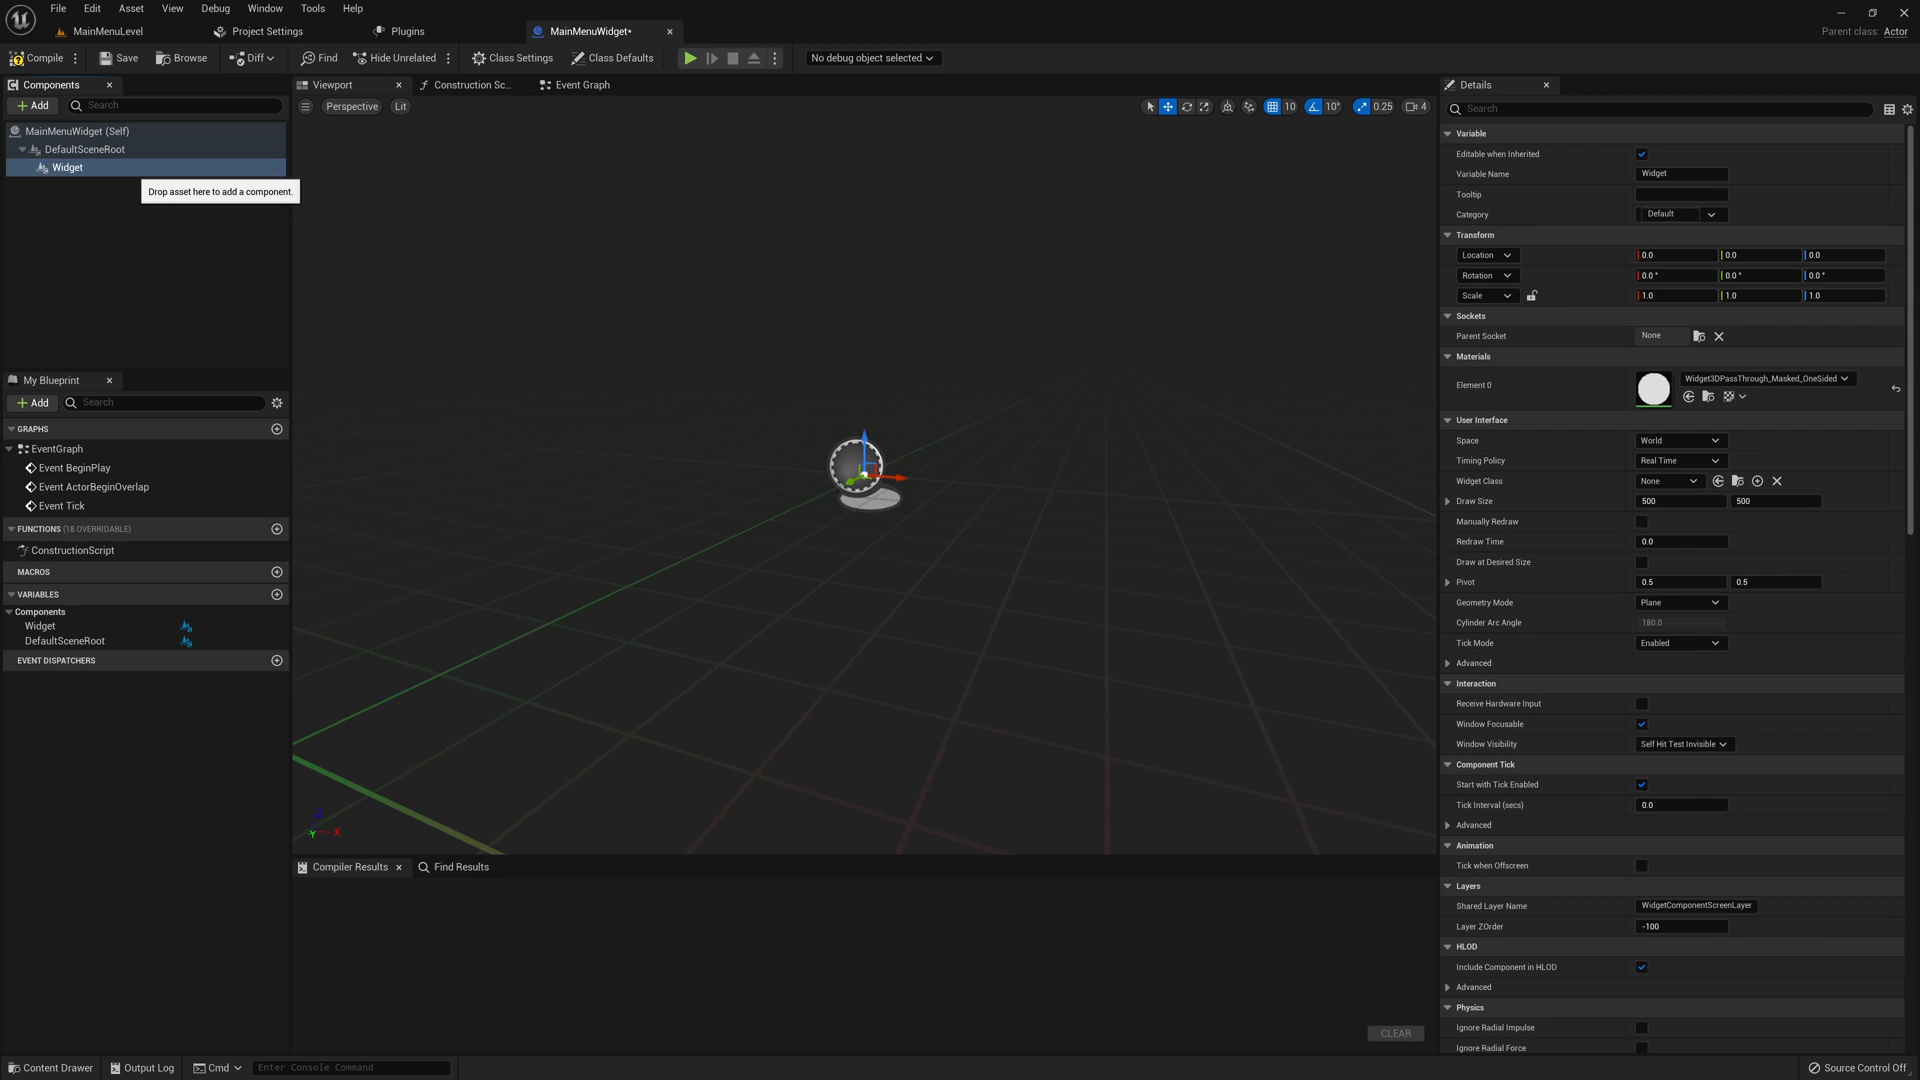 File Edit Asset View Debug Window Tools Help
MainMenuLevel Project Settings Plugins MainMenuWidget*
Parent class: Actor
Compile Save Browse Diff Find Hide Unrelated Class Settings Class Defaults No debug object selected
Components
Add Search
MainMenuWidget (Self)
DefaultSceneRoot
Widget
Drop asset here to add a component.
My Blueprint
Add Search
GRAPHS
EventGraph
Event BeginPlay
Event ActorBeginOverlap
Event Tick
FUNCTIONS (18 OVERRIDABLE)
ConstructionScript
MACROS
VARIABLES
Components
Widget
DefaultSceneRoot
EVENT DISPATCHERS
Viewport Construction Sc... Event Graph
Perspective Lit 10 10° 0.25 4
Z
Y X
Compiler Results Find Results
CLEAR
Details
Search
Variable
Editable when Inherited
Variable Name Widget
Tooltip
Category Default
Transform
Location 0.0 0.0 0.0
Rotation 0.0 ° 0.0 ° 0.0 °
Scale 1.0 1.0 1.0
Sockets
Parent Socket None
Materials
Element 0 Widget3DPassThrough_Masked_OneSided
User Interface
Space World
Timing Policy Real Time
Widget Class None
Draw Size 500 500
Manually Redraw
Redraw Time 0.0
Draw at Desired Size
Pivot 0.5 0.5
Geometry Mode Plane
Cylinder Arc Angle 180.0
Tick Mode Enabled
Advanced
Interaction
Receive Hardware Input
Window Focusable
Window Visibility Self Hit Test Invisible
Component Tick
Start with Tick Enabled
Tick Interval (secs) 0.0
Advanced
Animation
Tick when Offscreen
Layers
Shared Layer Name WidgetComponentScreenLayer
Layer ZOrder -100
HLOD
Include Component in HLOD
Advanced
Physics
Ignore Radial Impulse
Ignore Radial Force
Content Drawer Output Log Cmd Enter Console Command Source Control Off